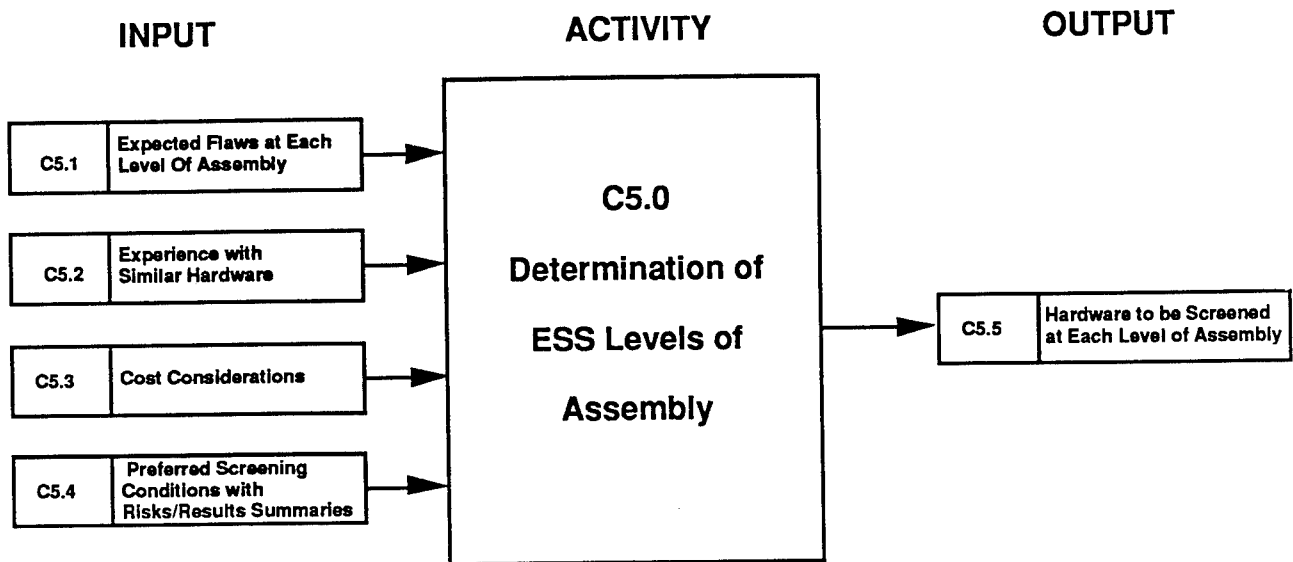 INPUT
ACTIVITY
OUTPUT
C5.1
Expected Flaws at Each
Level Of Assembly
C5.2
Experience with
Similar Hardware
C5.3
Cost Considerations
C5.4
Preferred Screening
Conditions with
Risks/Results Summaries
C5.0
Determination of
ESS Levels of
Assembly
C5.5
Hardware to be Screened
at Each Level of Assembly